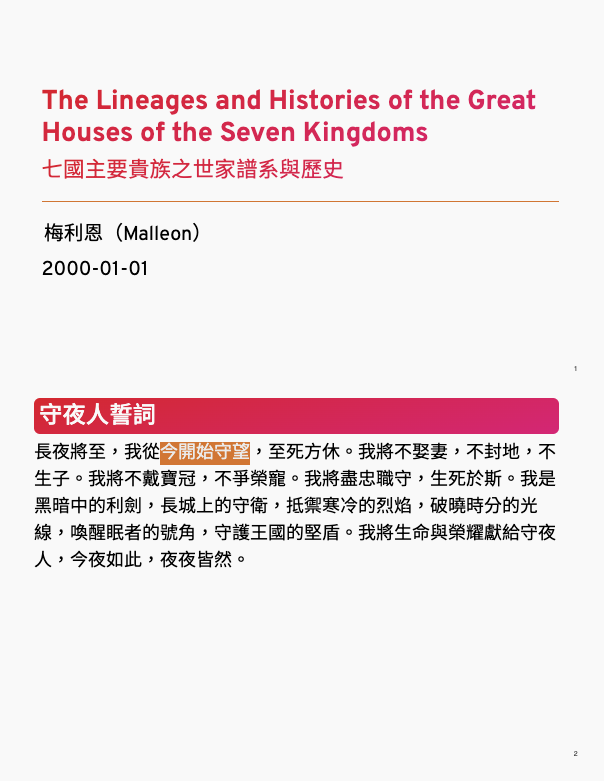 The Lineages and Histories of the Great
Houses of the Seven Kingdoms
七國主要貴族之世家譜系與歷史
梅利恩（Malleon）
2000-01-01
1
守夜人誓詞
長夜將至，我從今開始守望，至死方休。我將不娶妻，不封地，不
生子。我將不戴寶冠，不爭榮寵。我將盡忠職守，生死於斯。我是
黑暗中的利劍，長城上的守衛，抵禦寒冷的烈焰，破曉時分的光
線，喚醒眠者的號角，守護王國的堅盾。我將生命與榮耀獻給守夜
人，今夜如此，夜夜皆然。
2